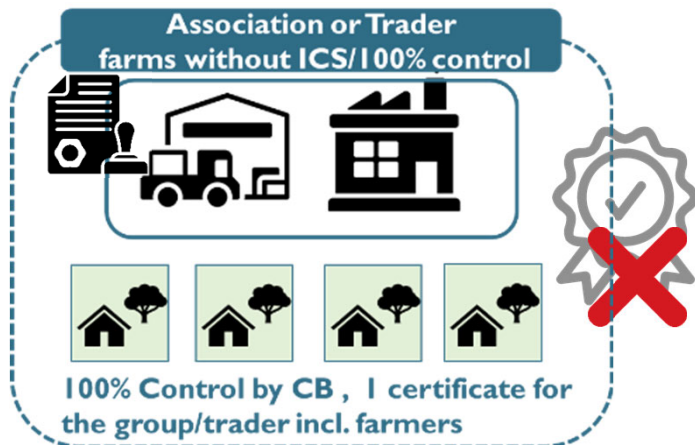 Association or Trader
farms without ICS/100% control
100% Control by CB , 1 certificate for
the group/trader incl. farmers